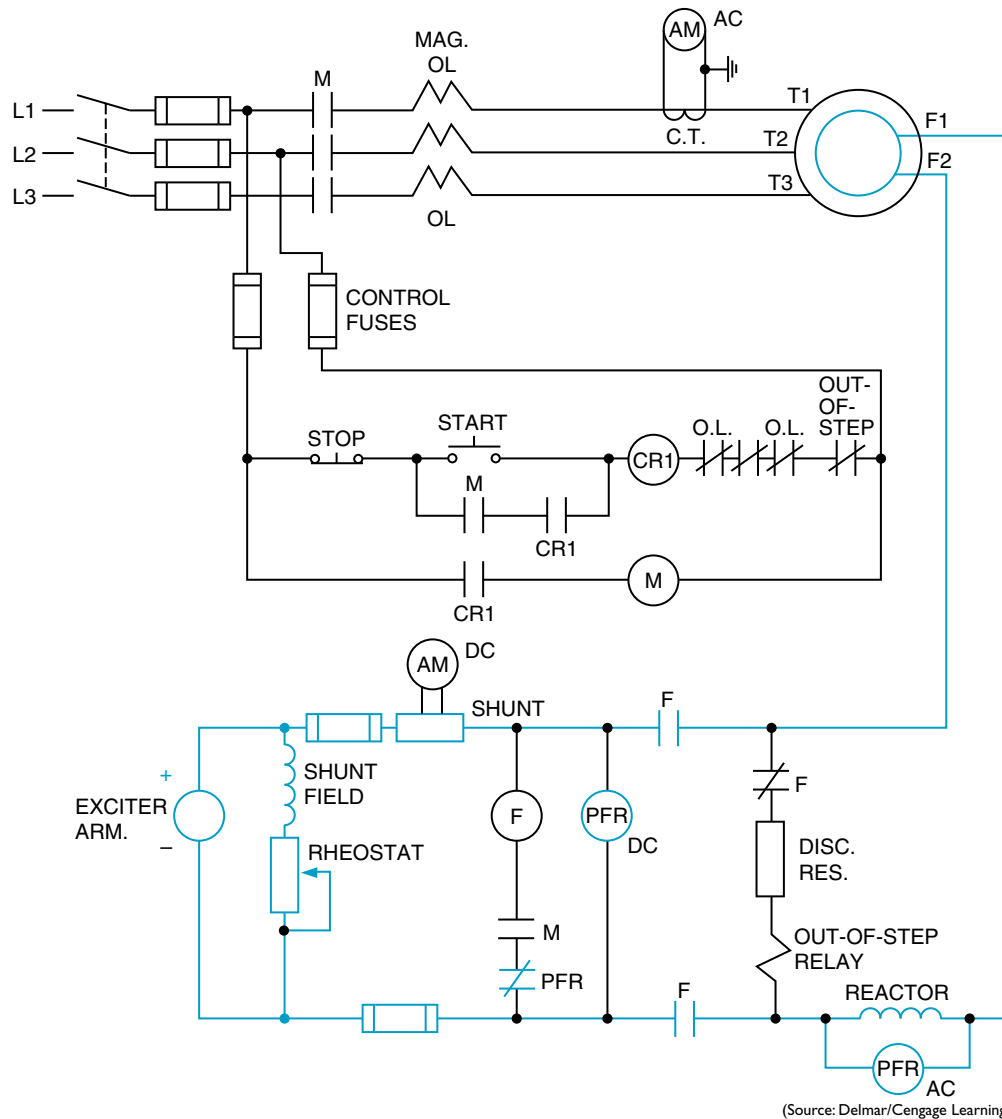 AM
AC
MAG.
OL
M
L1
L2
L3
C.T.
T1
T2
T3
F1
F2
OL
CONTROL
FUSES
STOP
START
O.L.
O.L.
OUT-
OF-
STEP
CR1
M
CR1
CR1
M
AM
DC
SHUNT
F
+
EXCITER
ARM.
–
SHUNT
FIELD
RHEOSTAT
F
PFR
DC
F
DISC.
RES.
M
PFR
OUT-OF-STEP
RELAY
F
REACTOR
PFR
AC
(Source: Delmar/Cengage Learning